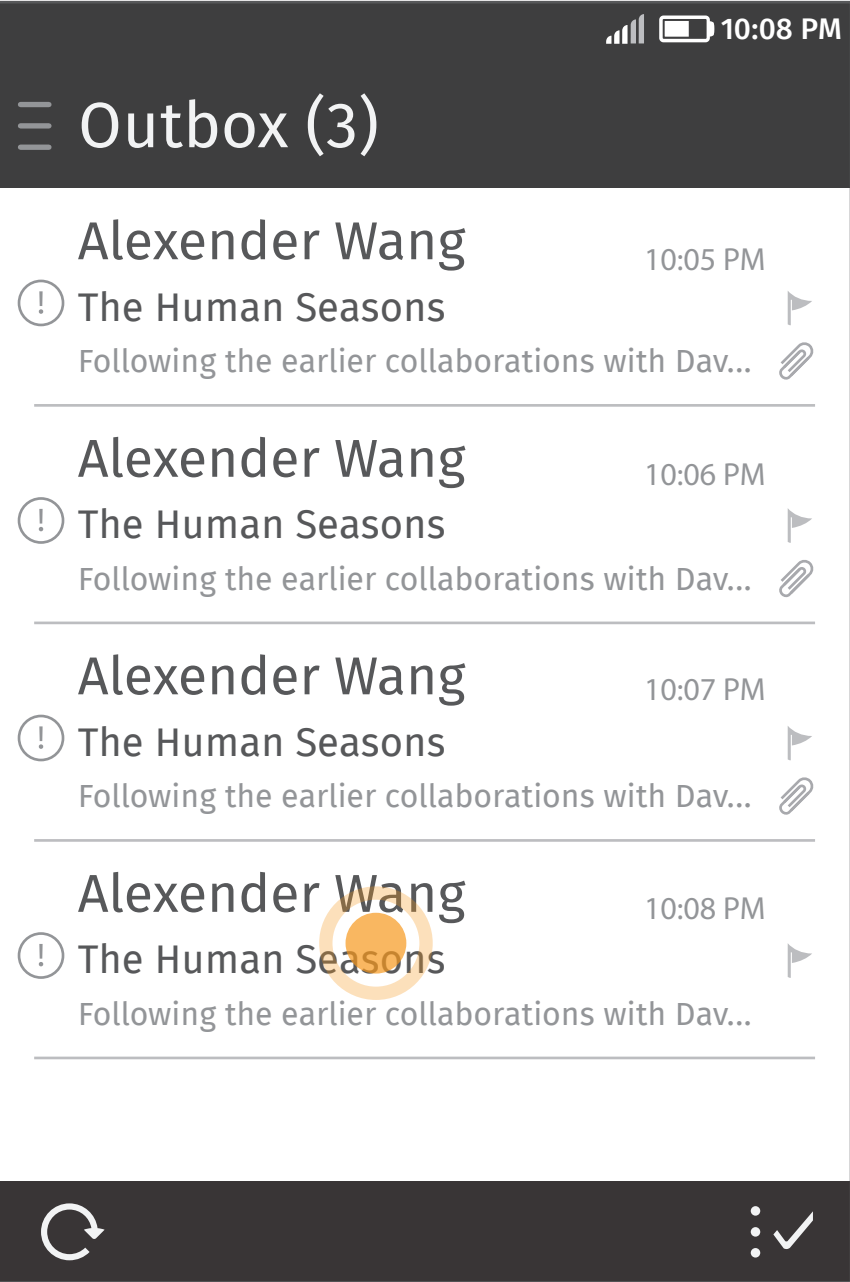 10:08 PM
Outbox (3)
Alexender Wang
10:05 PM
! The Human Seasons
Following the earlier collaborations with Dav...
Alexender Wang
10:06 PM
! The Human Seasons
Following the earlier collaborations with Dav...
Alexender Wang
10:07 PM
! The Human Seasons
Following the earlier collaborations with Dav...
Alexender Wang
10:08 PM
! The Human Seasons
Following the earlier collaborations with Dav...